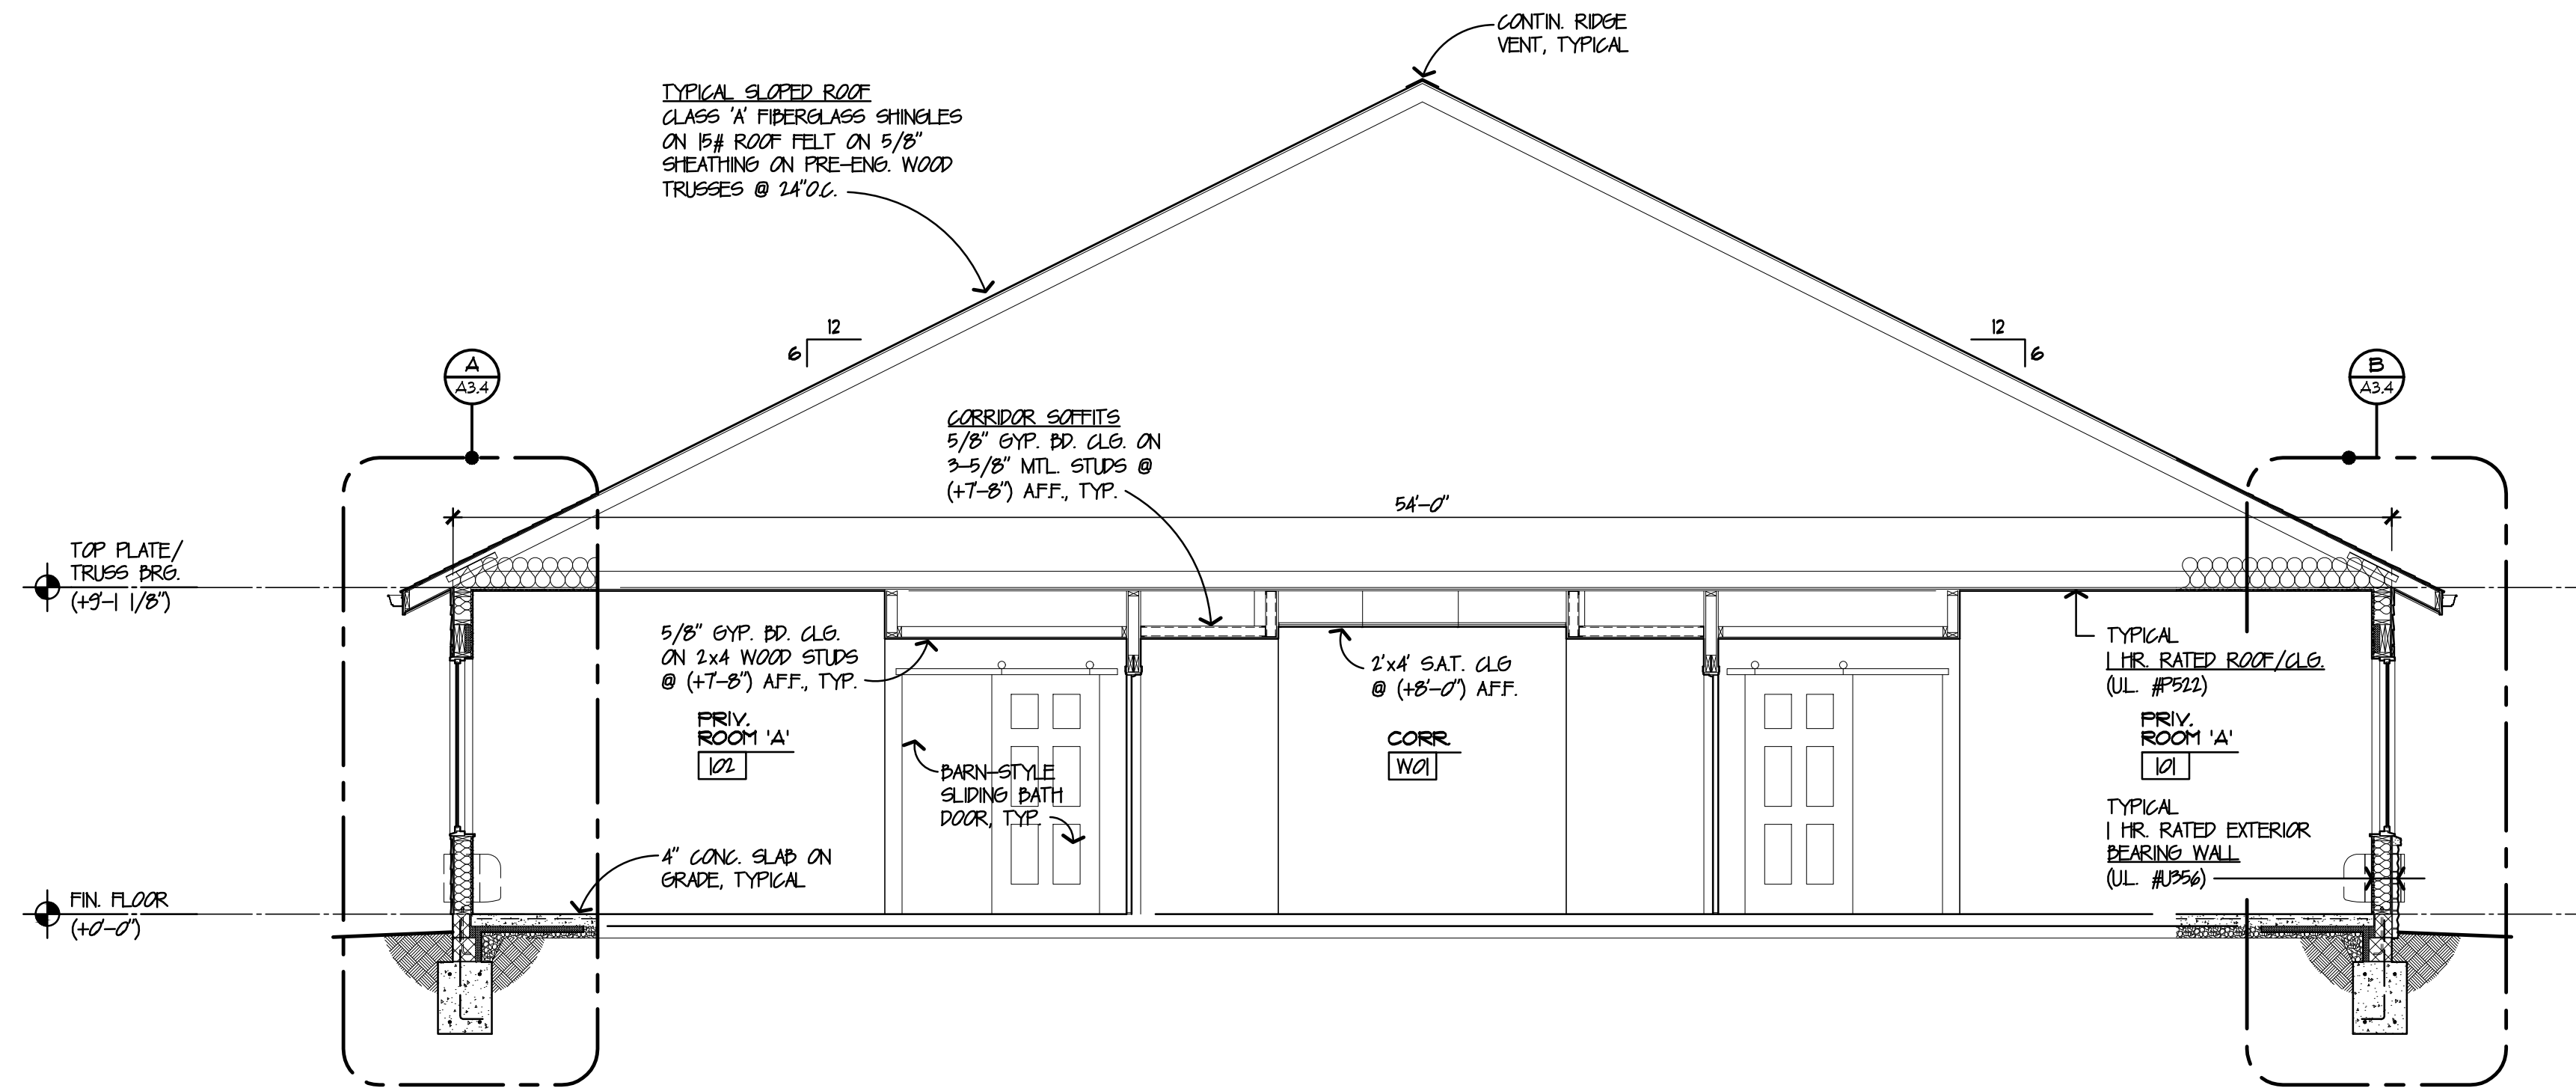 CONTIN. RIDGE
VENT, TYPICAL
TYPICAL SLOPED ROOF
CLASS 'A' FIBERGLASS SHINGLES
ON 15# ROOF FELT ON 5/8"
SHEATHING ON PRE-ENG. WOOD
TRUSSES @ 24"O.C.
12
6
12
6
A
A3.4
B
A3.4
CORRIDOR SOFFITS
5/8" GYP. BD. CLG. ON
3-5/8" MTL. STUDS @
(+7'-8") A.F.F., TYP.
54'-0"
TOP PLATE/
TRUSS BRG.
(+9'-1 1/8")
5/8" GYP. BD. CLG.
ON 2x4 WOOD STUDS
@ (+7'-8") A.F.F., TYP.
2'x4' S.A.T. CLG
@ (+8'-0") A.F.F.
TYPICAL
1 HR. RATED ROOF/CLG.
(UL. #P522)
PRIV.
ROOM 'A'
102
CORR.
W01
PRIV.
ROOM 'A'
101
BARN-STYLE
SLIDING BATH
DOOR, TYP.
TYPICAL
1 HR. RATED EXTERIOR
BEARING WALL
(UL. #U356)
4" CONC. SLAB ON
GRADE, TYPICAL
FIN. FLOOR
(+0'-0")